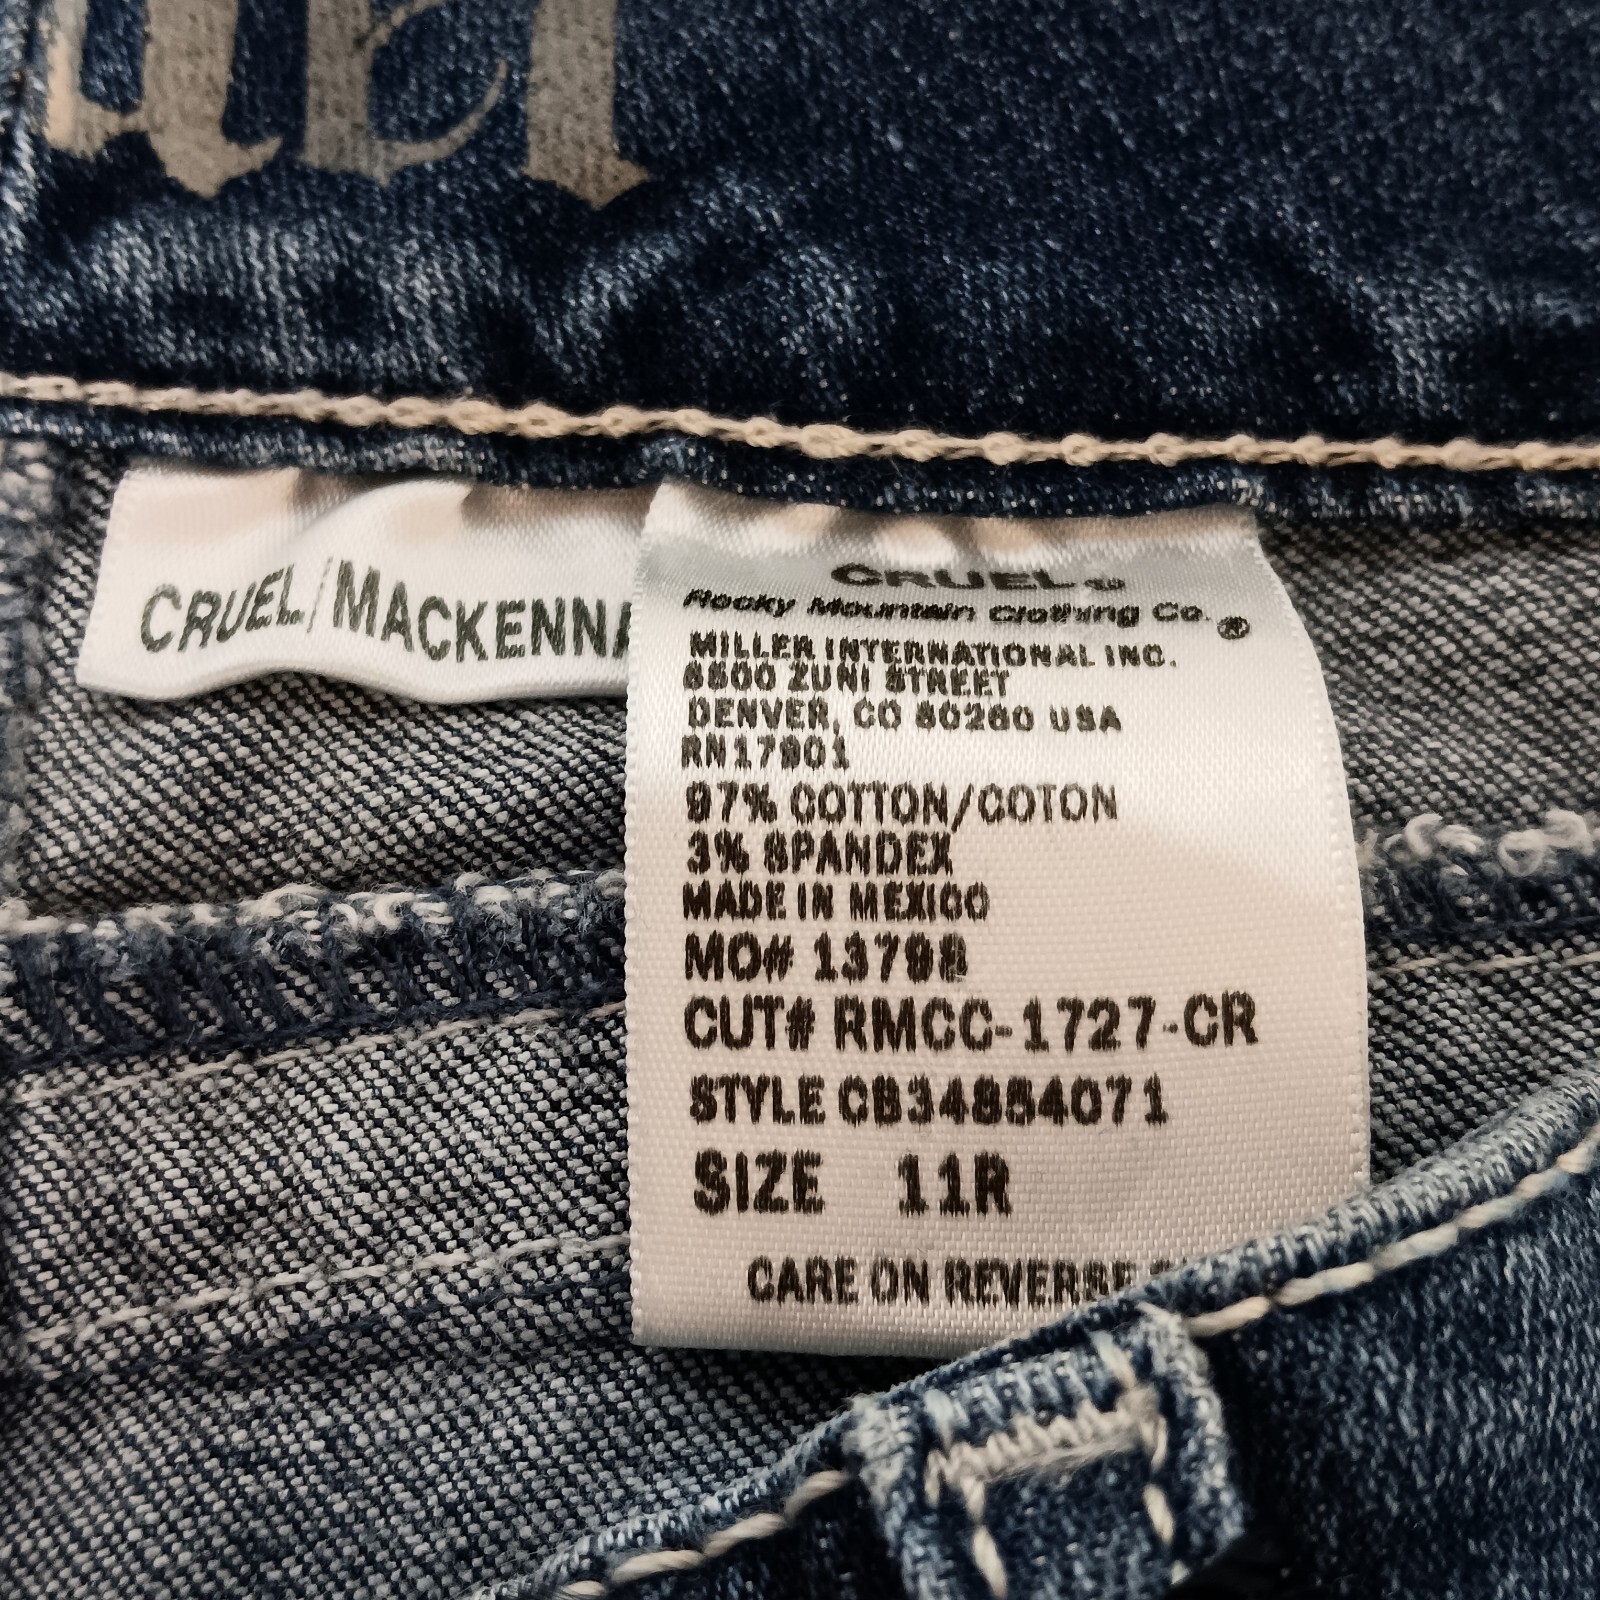 CRUEL/MACKENNA
CRUEL®
Rocky Mountain Clothing Co.®
MILLER INTERNATIONAL INC.
8500 ZUNI STREET
DENVER, CO 80260 USA
RN17901
97% COTTON/COTON
3% SPANDEX
MADE IN MEXICO
MO# 13798
CUT# RMCC-1727-CR
STYLE CB34854071
SIZE 11R
CARE ON REVERSE